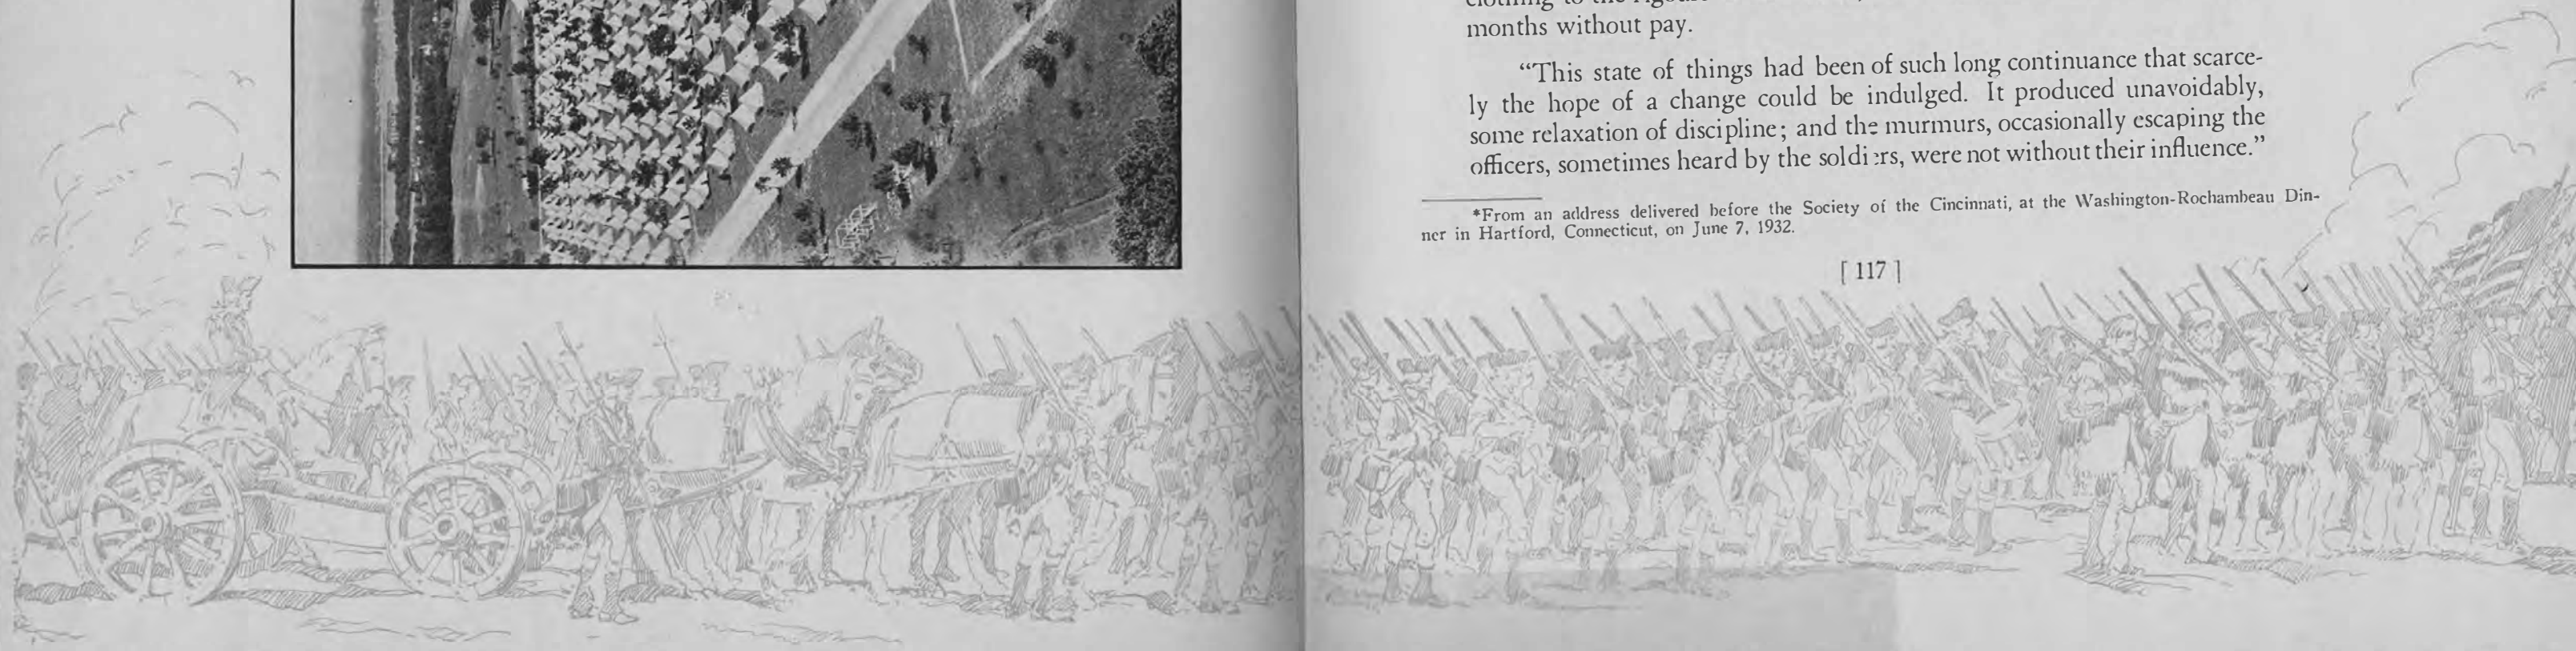 months without pay.
“This state of things had been of such long continuance that scarce-
ly the hope of a change could be indulged. It produced unavoidably,
some relaxation of discipline; and the murmurs, occasionally escaping the
officers, sometimes heard by the soldiers, were not without their influence.”
*From an address delivered before the Society of the Cincinnati, at the Washington-Rochambeau Din-
ner in Hartford, Connecticut, on June 7, 1932.
[ 117 ]